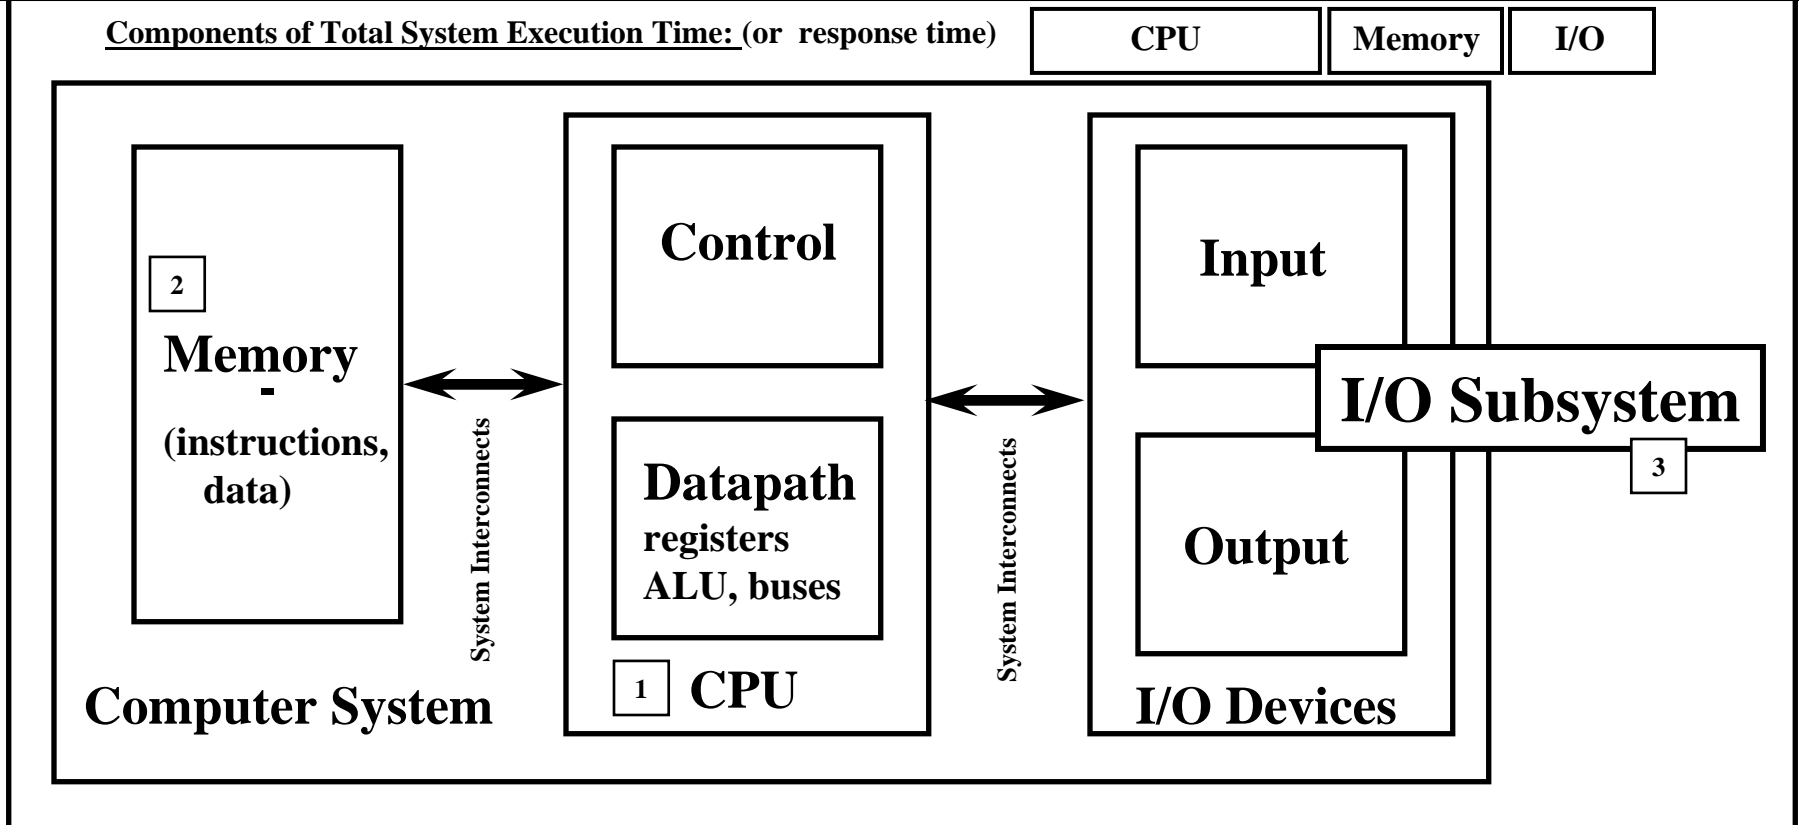 Components of Total System Execution Time: (or response time)
CPU
Memory
I/O
2
Memory
-
(instructions,
data)
System Interconnects
Control
Datapath
registers
ALU, buses
1
CPU
System Interconnects
Input
I/O Subsystem
3
Output
I/O Devices
Computer System